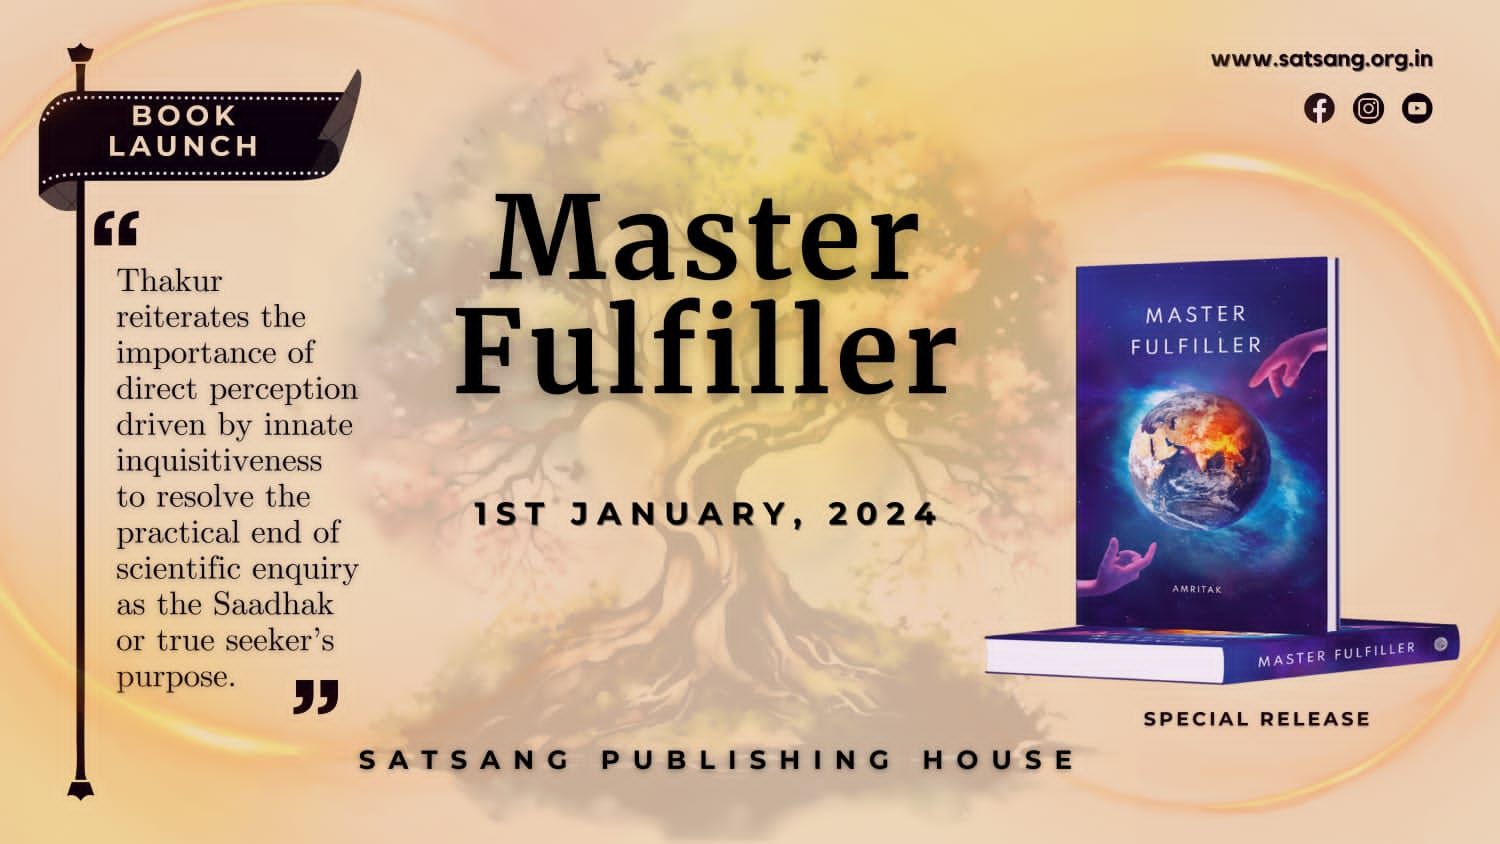 BOOK
LAUNCH
www.satsang.org.in
“
Thakur
reiterates the
importance of
direct perception
driven by innate
inquisitiveness
to resolve the
practical end of
scientific enquiry
as the Saadhak
or true seeker's
purpose.
”
Master
Fulfiller
1ST JANUARY, 2024
SATSANG PUBLISHING HOUSE
MASTER
FULFILLER
AMRITAK
MASTER FULFILLER
SPECIAL RELEASE